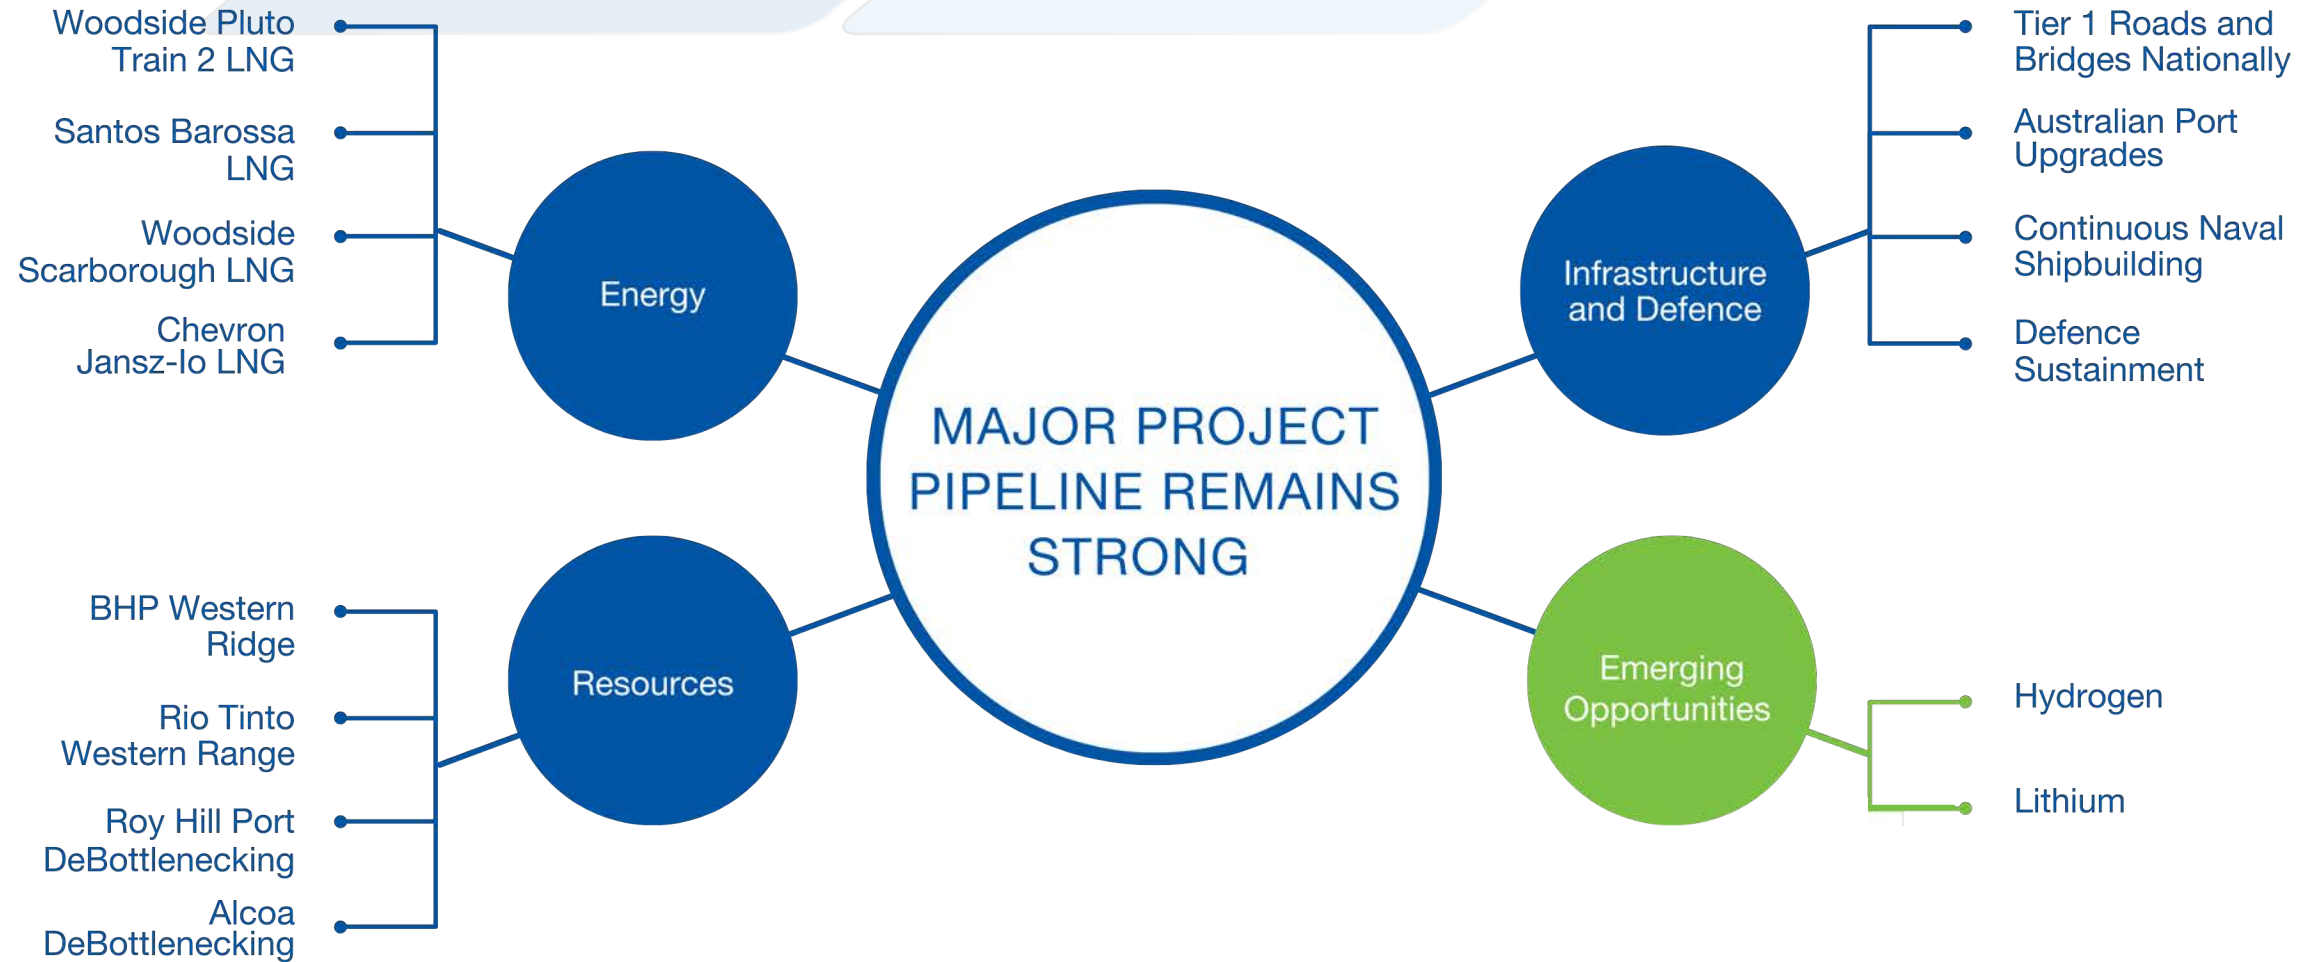 Woodside Pluto
Train 2 LNG
Santos Barossa
LNG
Woodside
Scarborough LNG
Chevron
Jansz-Io LNG
Energy
BHP Western
Ridge
Rio Tinto
Western Range
Roy Hill Port
DeBottlenecking
Alcoa
DeBottlenecking
Resources
MAJOR PROJECT
PIPELINE REMAINS
STRONG
Infrastructure
and Defence
Tier 1 Roads and
Bridges Nationally
Australian Port
Upgrades
Continuous Naval
Shipbuilding
Defence
Sustainment
Emerging
Opportunities
Hydrogen
Lithium